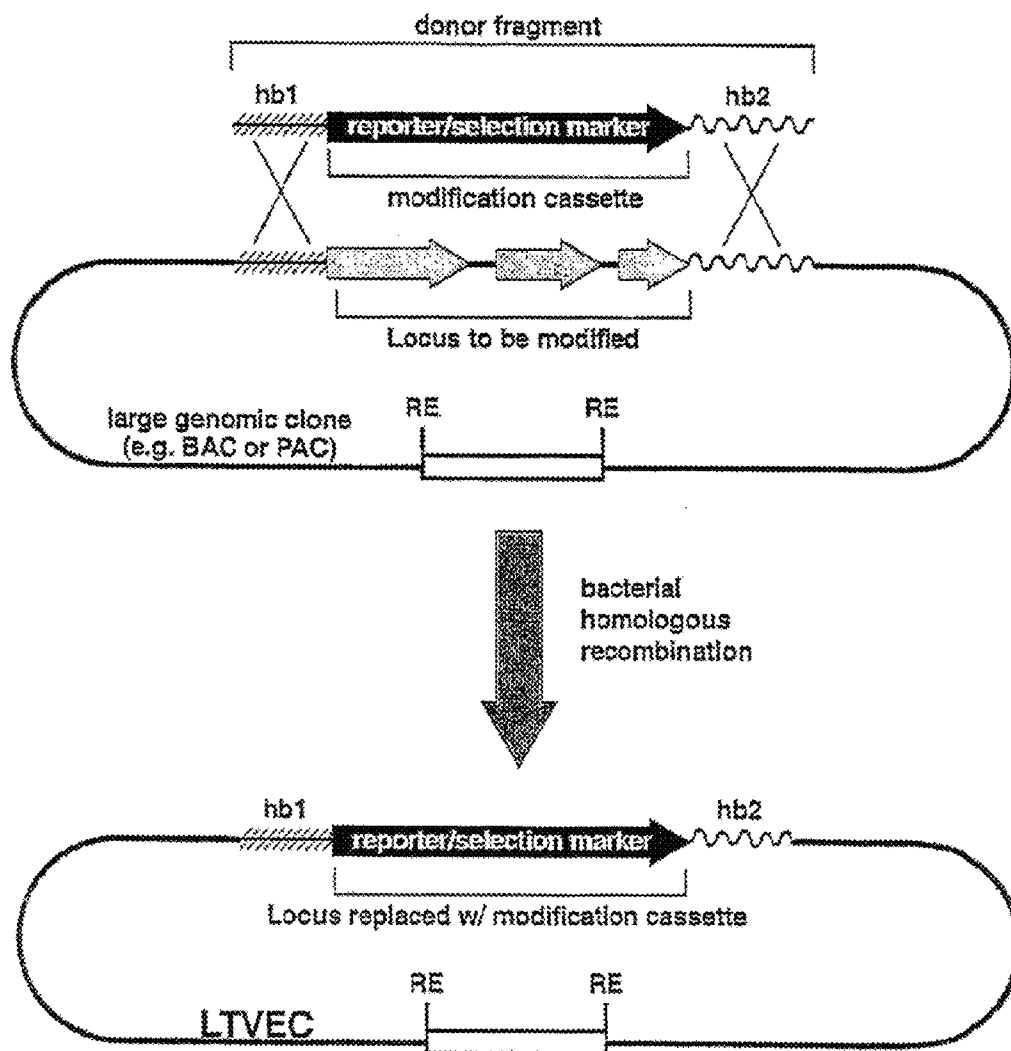 donor fragment
hb1
hb2
reporter/selection marker
modification cassette
Locus to be modified
RE
RE
large genomic clone
(e.g. BAC or PAC)
bacterial
homologous
recombination
hb1
hb2
reporter/selection marker
Locus replaced w/ modification cassette
RE
RE
LTVEC